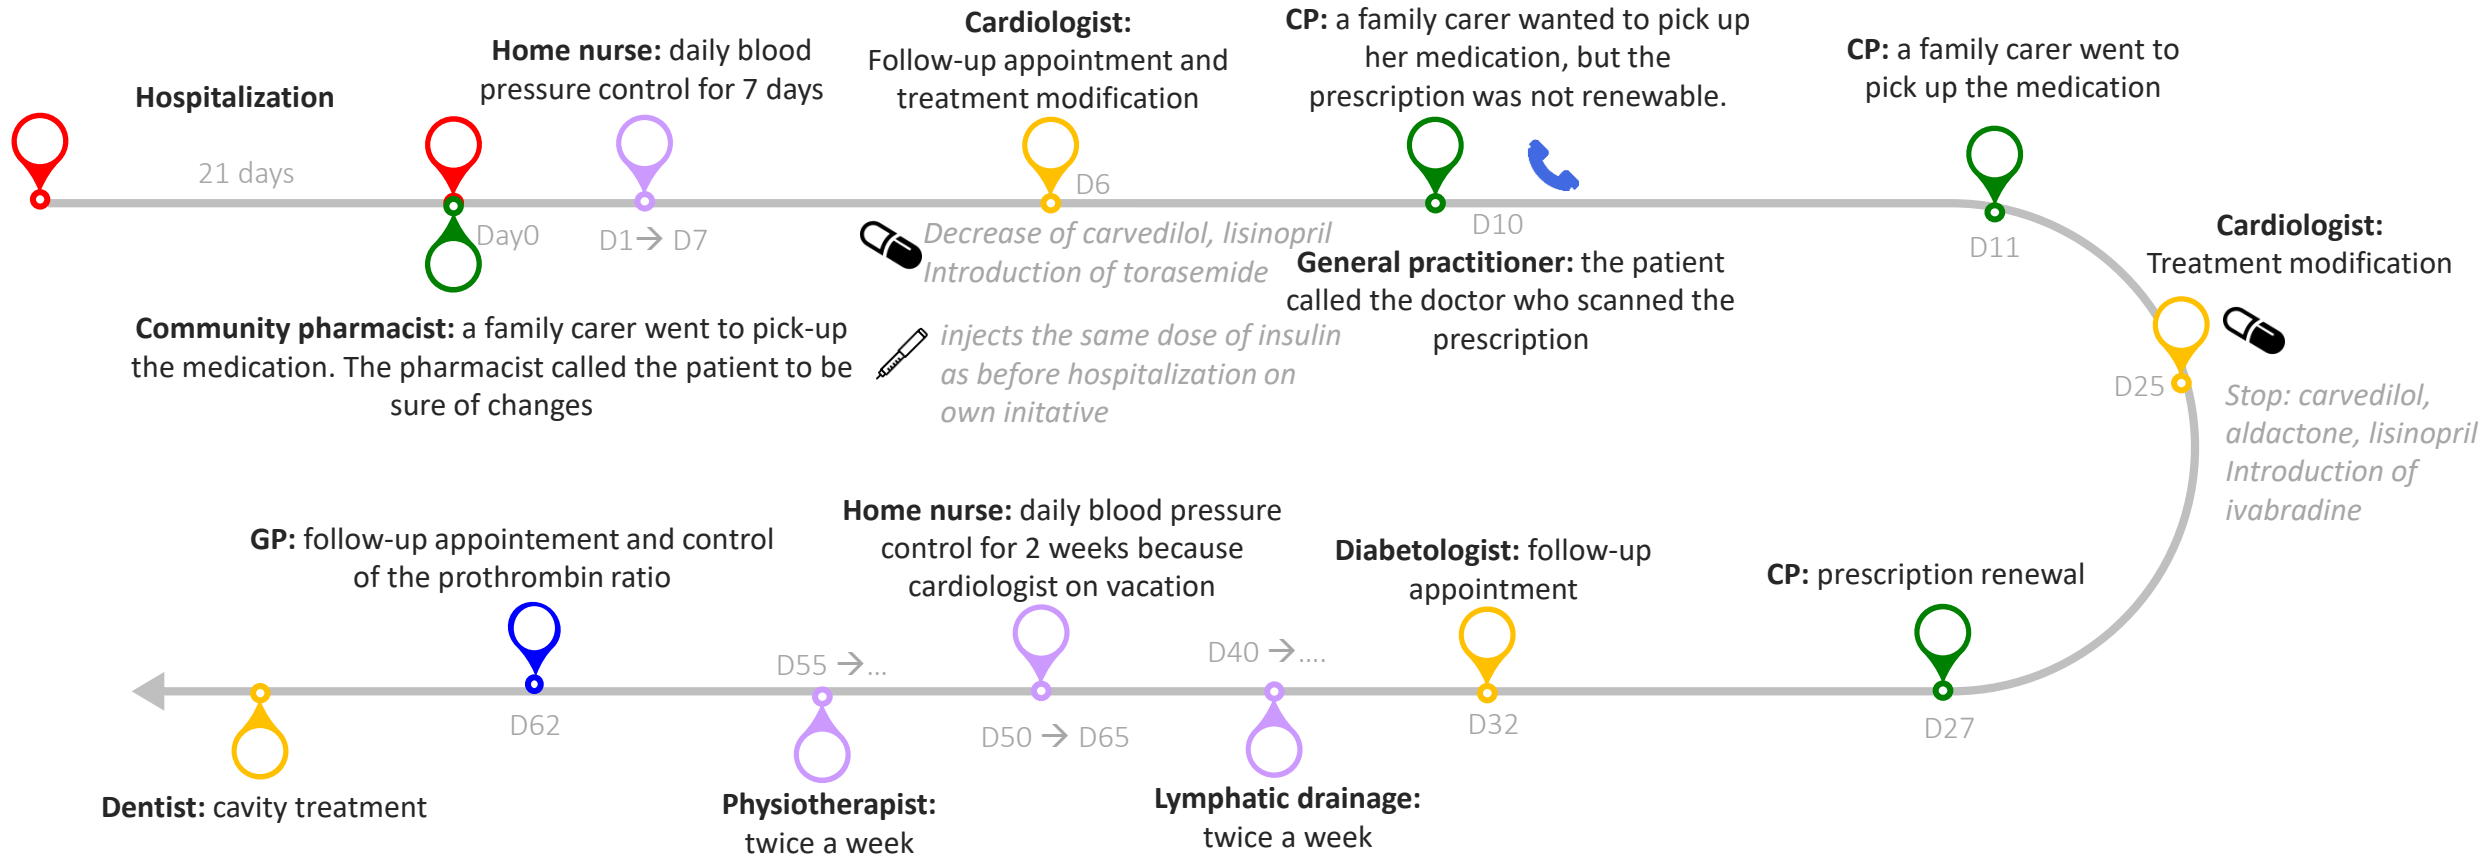 Hospitalization
21 days
Home nurse: daily blood
pressure control for 7 days
Cardiologist:
Follow-up appointment and
treatment modification
CP: a family carer wanted to pick up
her medication, but the
prescription was not renewable.
CP: a family carer went to
pick up the medication
Day0
D1→ D7
D6
D10
D11
Community pharmacist: a family carer went to pick-up
the medication. The pharmacist called the patient to be
sure of changes
Decrease of carvedilol, lisinopril
Introduction of torasemide
injects the same dose of insulin
as before hospitalization on
own initative
General practitioner: the patient
called the doctor who scanned the
prescription
Cardiologist:
Treatment modification
D25
Stop: carvedilol,
aldactone, lisinopril
Introduction of
ivabradine
CP: prescription renewal
D27
Diabetologist: follow-up
appointment
D32
D40 →....
Lymphatic drainage:
twice a week
Home nurse: daily blood pressure
control for 2 weeks because
cardiologist on vacation
D50 → D65
D55 →...
Physiotherapist:
twice a week
GP: follow-up appointement and control
of the prothrombin ratio
D62
Dentist: cavity treatment